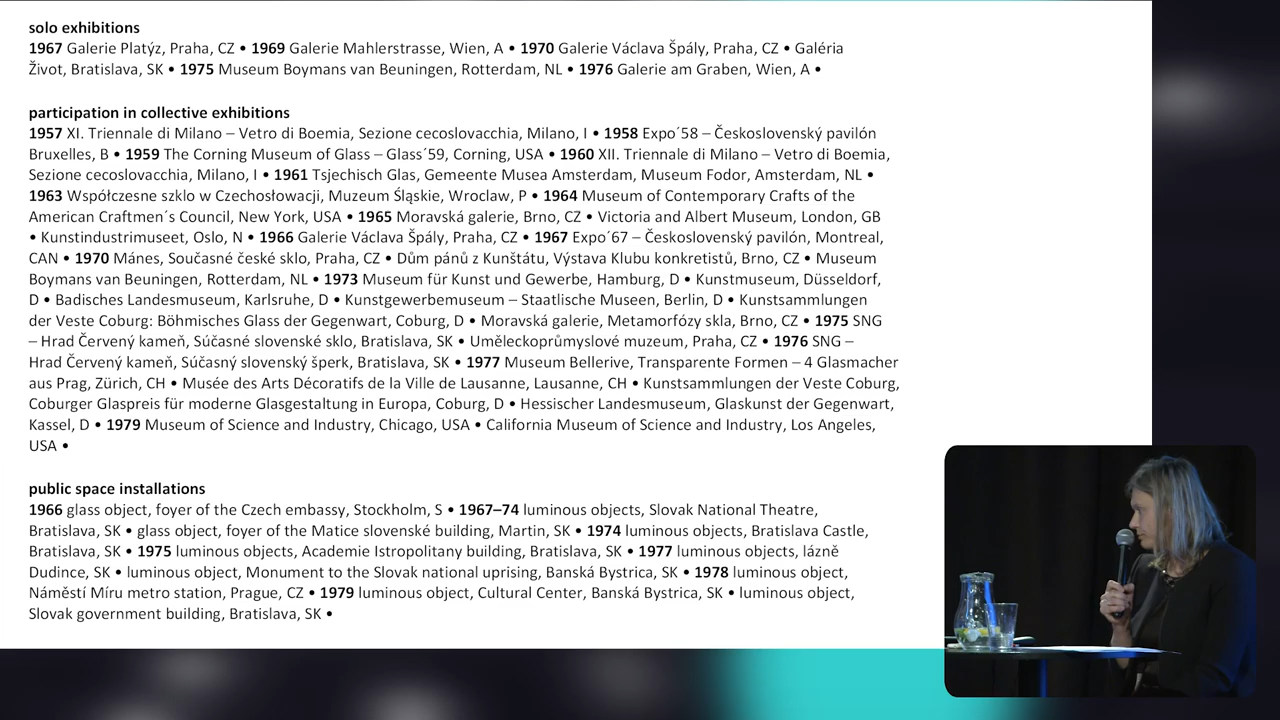 solo exhibitions
1967 Galerie Platýz, Praha, CZ • 1969 Galerie Mahlerstrasse, Wien, A • 1970 Galerie Václava Špály, Praha, CZ • Galéria
Život, Bratislava, SK • 1975 Museum Boymans van Beuningen, Rotterdam, NL • 1976 Galerie am Graben, Wien, A •
participation in collective exhibitions
1957 XI. Triennale di Milano – Vetro di Boemia, Sezione cecoslovacchia, Milano, I • 1958 Expo´58 – Československý pavilón
Bruxelles, B • 1959 The Corning Museum of Glass – Glass´59, Corning, USA • 1960 XII. Triennale di Milano – Vetro di Boemia,
Sezione cecoslovacchia, Milano, I • 1961 Tsjechisch Glas, Gemeente Musea Amsterdam, Museum Fodor, Amsterdam, NL •
1963 Wspόłczesne szkło w Czechosłowacji, Muzeum Śląskie, Wroclaw, P • 1964 Museum of Contemporary Crafts of the
American Craftmen´s Council, New York, USA • 1965 Moravská galerie, Brno, CZ • Victoria and Albert Museum, London, GB
• Kunstindustrimuseet, Oslo, N • 1966 Galerie Václava Špály, Praha, CZ • 1967 Expo´67 – Československý pavilón, Montreal,
CAN • 1970 Mánes, Současné české sklo, Praha, CZ • Dům pánů z Kunštátu, Výstava Klubu konkretistů, Brno, CZ • Museum
Boymans van Beuningen, Rotterdam, NL • 1973 Museum für Kunst und Gewerbe, Hamburg, D • Kunstmuseum, Düsseldorf,
D • Badisches Landesmuseum, Karlsruhe, D • Kunstgewerbemuseum – Staatlische Museen, Berlin, D • Kunstsammlungen
der Veste Coburg: Böhmisches Glass der Gegenwart, Coburg, D • Moravská galerie, Metamorfózy skla, Brno, CZ • 1975 SNG
– Hrad Červený kameň, Súčasné slovenské sklo, Bratislava, SK • Uměleckoprůmyslové muzeum, Praha, CZ • 1976 SNG –
Hrad Červený kameň, Súčasný slovenský šperk, Bratislava, SK • 1977 Museum Bellerive, Transparente Formen – 4 Glasmacher
aus Prag, Zürich, CH • Musée des Arts Décoratifs de la Ville de Lausanne, Lausanne, CH • Kunstsammlungen der Veste Coburg,
Coburger Glaspreis für moderne Glasgestaltung in Europa, Coburg, D • Hessischer Landesmuseum, Glaskunst der Gegenwart,
Kassel, D • 1979 Museum of Science and Industry, Chicago, USA • California Museum of Science and Industry, Los Angeles,
USA •
public space installations
1966 glass object, foyer of the Czech embassy, Stockholm, S • 1967–74 luminous objects, Slovak National Theatre,
Bratislava, SK • glass object, foyer of the Matice slovenské building, Martin, SK • 1974 luminous objects, Bratislava Castle,
Bratislava, SK • 1975 luminous objects, Academie Istropolitany building, Bratislava, SK • 1977 luminous objects, lázně
Dudince, SK • luminous object, Monument to the Slovak national uprising, Banská Bystrica, SK • 1978 luminous object,
Náměstí Míru metro station, Prague, CZ • 1979 luminous object, Cultural Center, Banská Bystrica, SK • luminous object,
Slovak government building, Bratislava, SK •